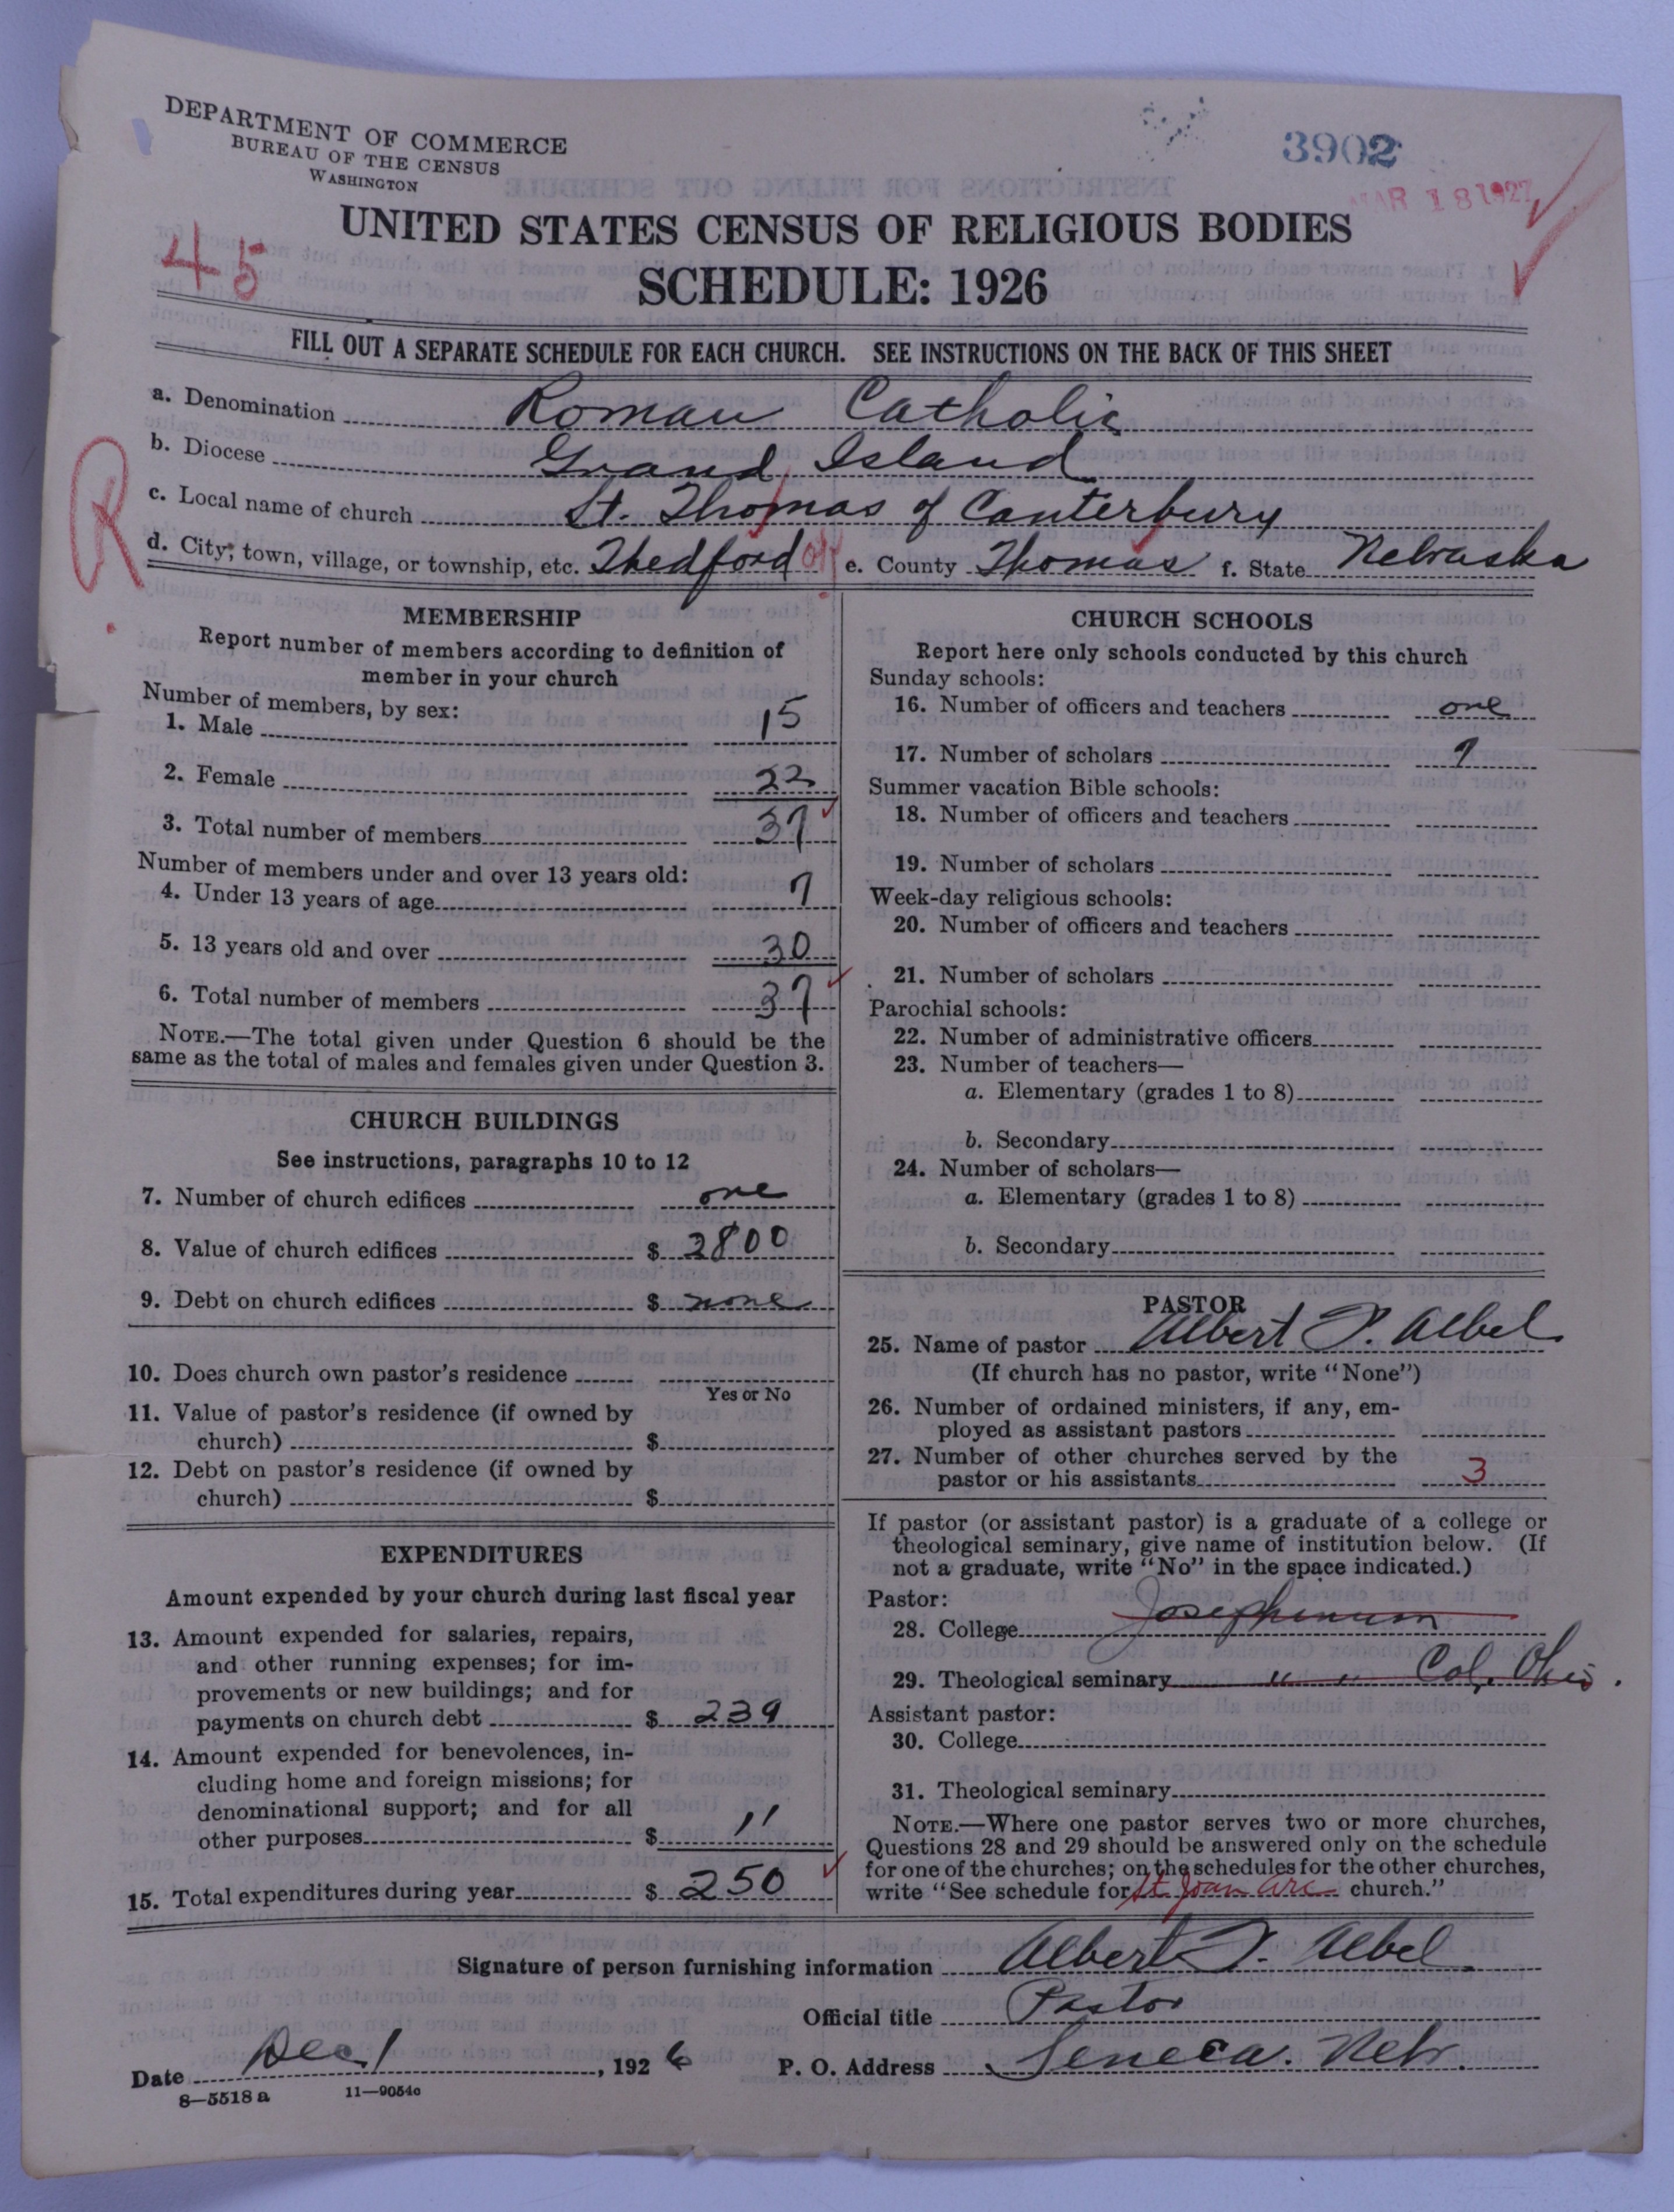 DEPARTMENT OF COMMERCE
BUREAU OF THE CENSUS
WASHINGTON
3902
MAR 18 1927
45
UNITED STATES CENSUS OF RELIGIOUS BODIES
SCHEDULE: 1926
FILL OUT A SEPARATE SCHEDULE FOR EACH CHURCH. SEE INSTRUCTIONS ON THE BACK OF THIS SHEET
R
a. Denomination Roman Catholic
b. Diocese Grand Island
c. Local name of church St. Thomas of Canterbury
d. City, town, village, or township, etc. Thedford OK e. County Thomas f. State Nebraska
MEMBERSHIP
Report number of members according to definition of
member in your church
Number of members, by sex:
1. Male 15
2. Female 22
3. Total number of members 37
Number of members under and over 13 years old:
4. Under 13 years of age 7
5. 13 years old and over 30
6. Total number of members 37
NOTE.—The total given under Question 6 should be the
same as the total of males and females given under Question 3.
CHURCH BUILDINGS
See instructions, paragraphs 10 to 12
7. Number of church edifices one
8. Value of church edifices $ 2800
9. Debt on church edifices $ none
10. Does church own pastor's residence
Yes or No
11. Value of pastor's residence (if owned by
church) $
12. Debt on pastor's residence (if owned by
church) $
EXPENDITURES
Amount expended by your church during last fiscal year
13. Amount expended for salaries, repairs,
and other running expenses; for im-
provements or new buildings; and for
payments on church debt $ 239
14. Amount expended for benevolences, in-
cluding home and foreign missions; for
denominational support; and for all
other purposes $ 11
15. Total expenditures during year $ 250
CHURCH SCHOOLS
Report here only schools conducted by this church
Sunday schools:
16. Number of officers and teachers one
17. Number of scholars 7
Summer vacation Bible schools:
18. Number of officers and teachers
19. Number of scholars
Week-day religious schools:
20. Number of officers and teachers
21. Number of scholars
Parochial schools:
22. Number of administrative officers
23. Number of teachers—
a. Elementary (grades 1 to 8)
b. Secondary
24. Number of scholars—
a. Elementary (grades 1 to 8)
b. Secondary
PASTOR
25. Name of pastor Albert T. Albel
(If church has no pastor, write "None")
26. Number of ordained ministers, if any, em-
ployed as assistant pastors
27. Number of other churches served by the
pastor or his assistants 3
If pastor (or assistant pastor) is a graduate of a college or
theological seminary, give name of institution below. (If
not a graduate, write "No" in the space indicated.)
Pastor:
28. College Josephinum
29. Theological seminary " " Col. Ohio.
Assistant pastor:
30. College
31. Theological seminary
NOTE.—Where one pastor serves two or more churches,
Questions 28 and 29 should be answered only on the schedule
for one of the churches; on the schedules for the other churches,
write "See schedule for St Joan Arc church."
Signature of person furnishing information Albert T. Albel
Official title Pastor
Date Dec 1, 1926 P. O. Address Seneca. Nebr.
8—5518 a 11—9054c